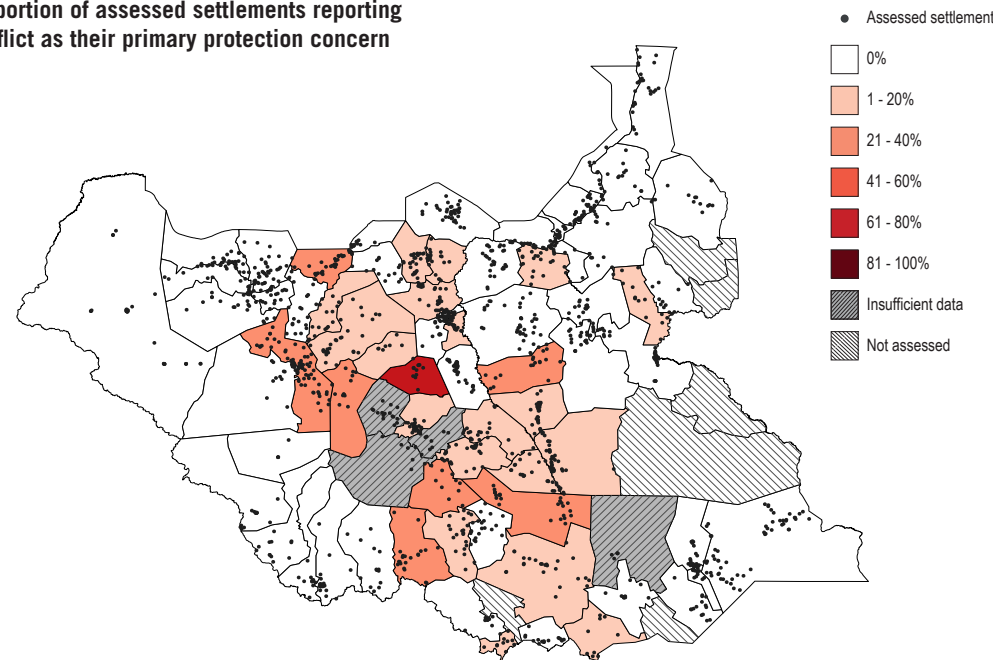 portion of assessed settlements reporting
flict as their primary protection concern
Assessed settlement
0%
1 - 20%
21 - 40%
41 - 60%
61 - 80%
81 - 100%
Insufficient data
Not assessed